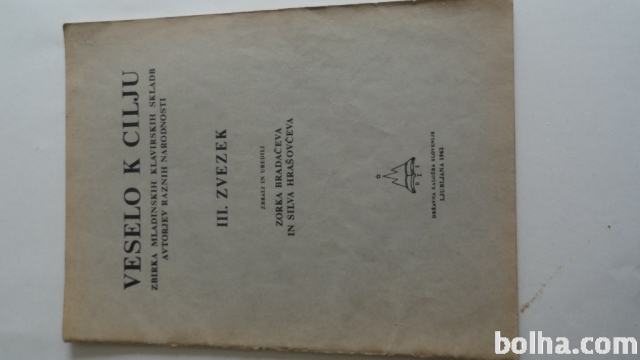 VESELO K CILJU
ZBIRKA MLADINSKIH KLAVIRSKIH SKLADB
AVTORJEV RAZNIH NARODNOSTI
III. ZVEZEK
ZBRALI IN UREDILI
ZORKA BRADAČEVA
IN SILVA HRAŠOVČEVA
DRŽAVNA ZALOŽBA SLOVENIJE
LJUBLJANA 1962
bolha.com